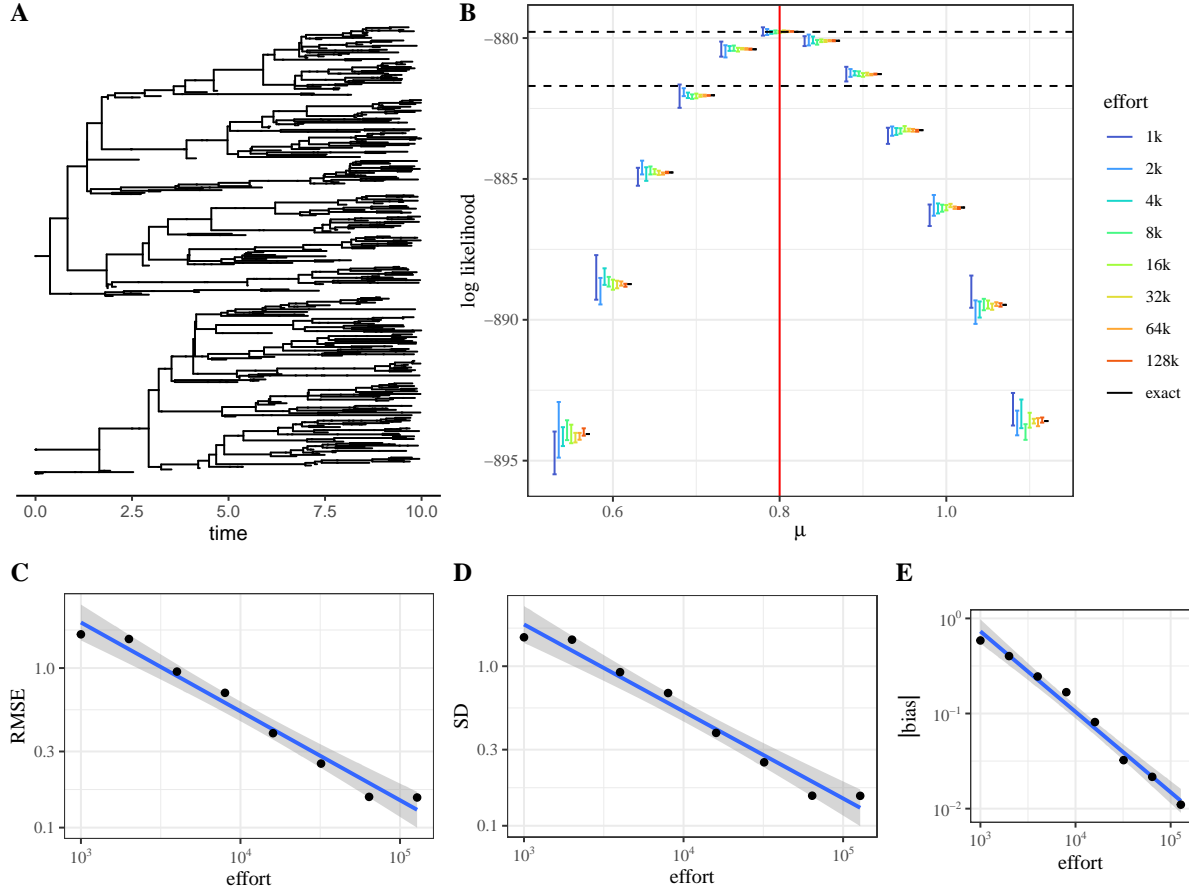 A
0.0 2.5 5.0 7.5 10.0
time
B
log likelihood
−880
−885
−890
−895
0.6 0.8 1.0
μ
effort
1k
2k
4k
8k
16k
32k
64k
128k
exact
C
RMSE
1.0
0.3
0.1
10³ 10⁴ 10⁵
effort
D
SD
1.0
0.3
0.1
10³ 10⁴ 10⁵
effort
E
|bias|
10⁰
10⁻¹
10⁻²
10³ 10⁴ 10⁵
effort